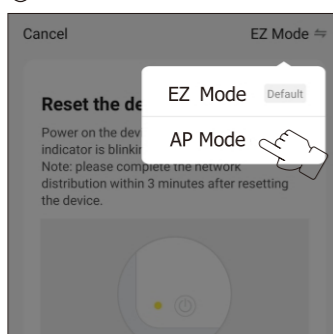 Cancel
EZ Mode
EZ Mode Default
AP Mode
Reset the de
Power on the dev
indicator is blinkin
Note: please complete the network
distribution within 3 minutes after resetting
the device.